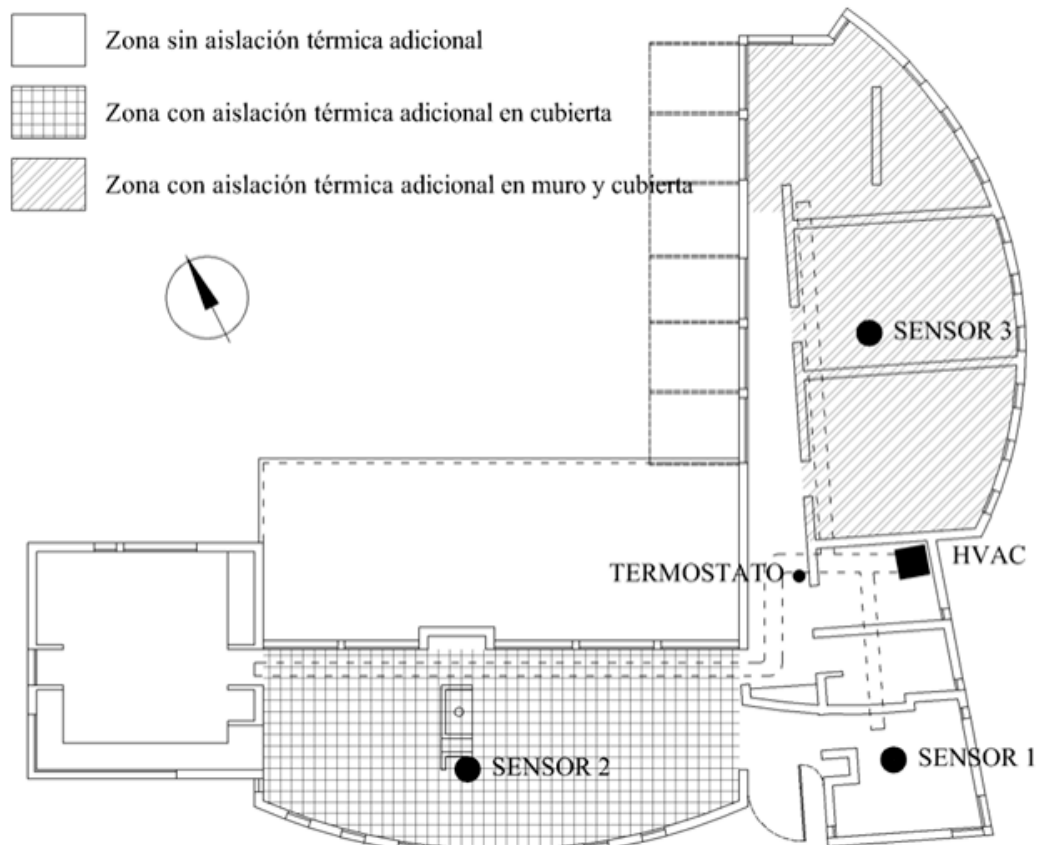 Zona sin aislación térmica adicional
Zona con aislación térmica adicional en cubierta
Zona con aislación térmica adicional en muro y cubierta
SENSOR 3
HVAC
TERMOSTATO
SENSOR 2
SENSOR 1